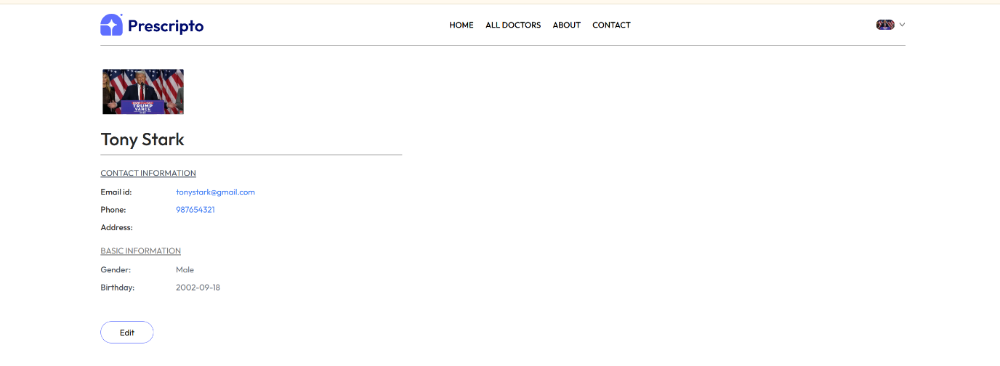 Prescripto
HOME ALL DOCTORS ABOUT CONTACT
TRUMP
VANCE
Tony Stark
CONTACT INFORMATION
Email id: tonystark@gmail.com
Phone: 987654321
Address:
BASIC INFORMATION
Gender: Male
Birthday: 2002-09-18
Edit